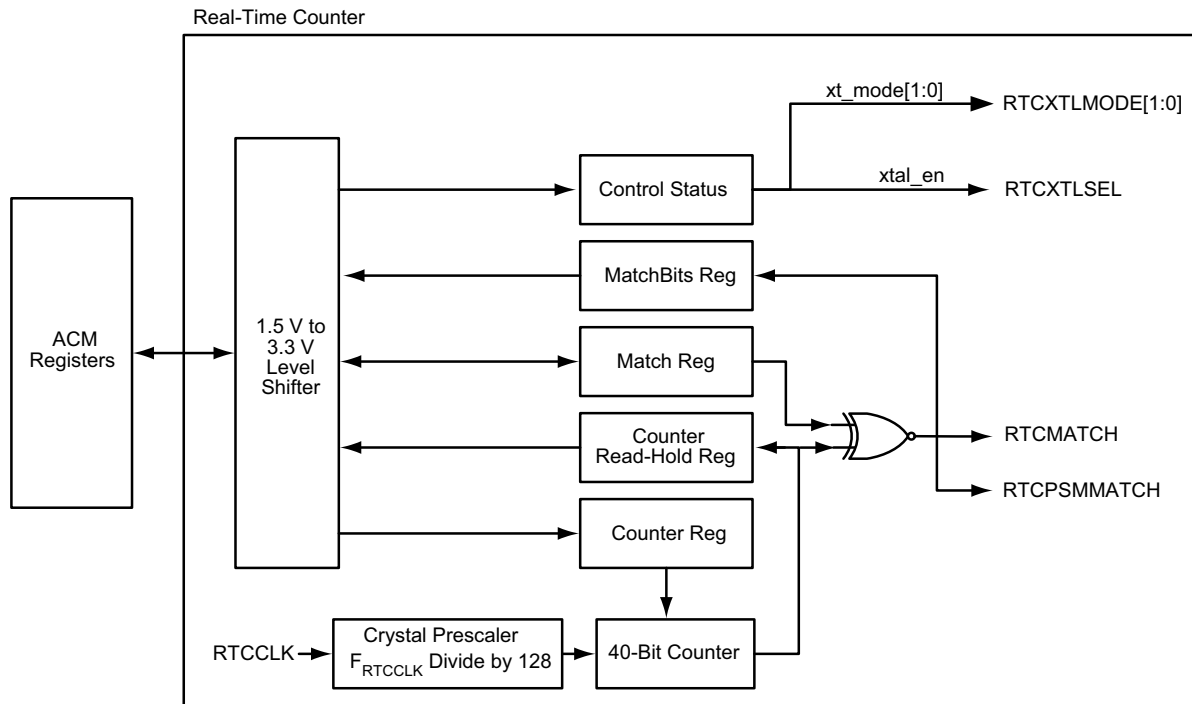 Real-Time Counter
xt_mode[1:0]
RTCXTLMODE[1:0]
Control Status
xtal_en
RTCXTLSEL
MatchBits Reg
ACM
Registers
1.5 V to
3.3 V
Level
Shifter
Match Reg
Counter
Read-Hold Reg
RTCMATCH
RTCPSMMATCH
Counter Reg
RTCCLK
Crystal Prescaler
FRTCCLK Divide by 128
40-Bit Counter